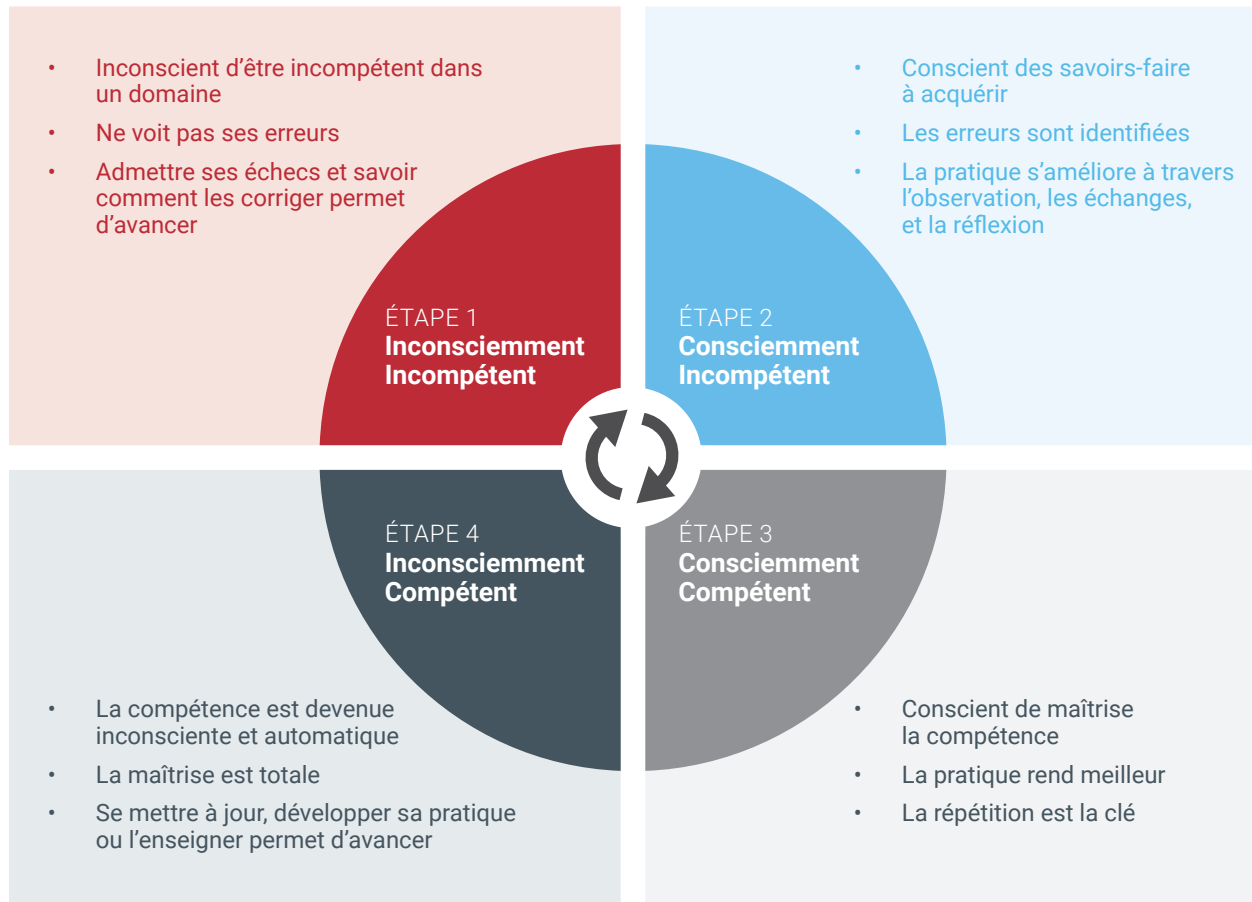 • Inconscient d’être incompétent dans
un domaine
• Ne voit pas ses erreurs
• Admettre ses échecs et savoir
comment les corriger permet
d’avancer
ÉTAPE 1
Inconsciemment
Incompétent
• Conscient des savoirs-faire
à acquérir
• Les erreurs sont identifiées
• La pratique s’améliore à travers
l’observation, les échanges,
et la réflexion
ÉTAPE 2
Consciemment
Incompétent
ÉTAPE 4
Inconsciemment
Compétent
• La compétence est devenue
inconsciente et automatique
• La maîtrise est totale
• Se mettre à jour, développer sa pratique
ou l’enseigner permet d’avancer
ÉTAPE 3
Consciemment
Compétent
• Conscient de maîtrise
la compétence
• La pratique rend meilleur
• La répétition est la clé